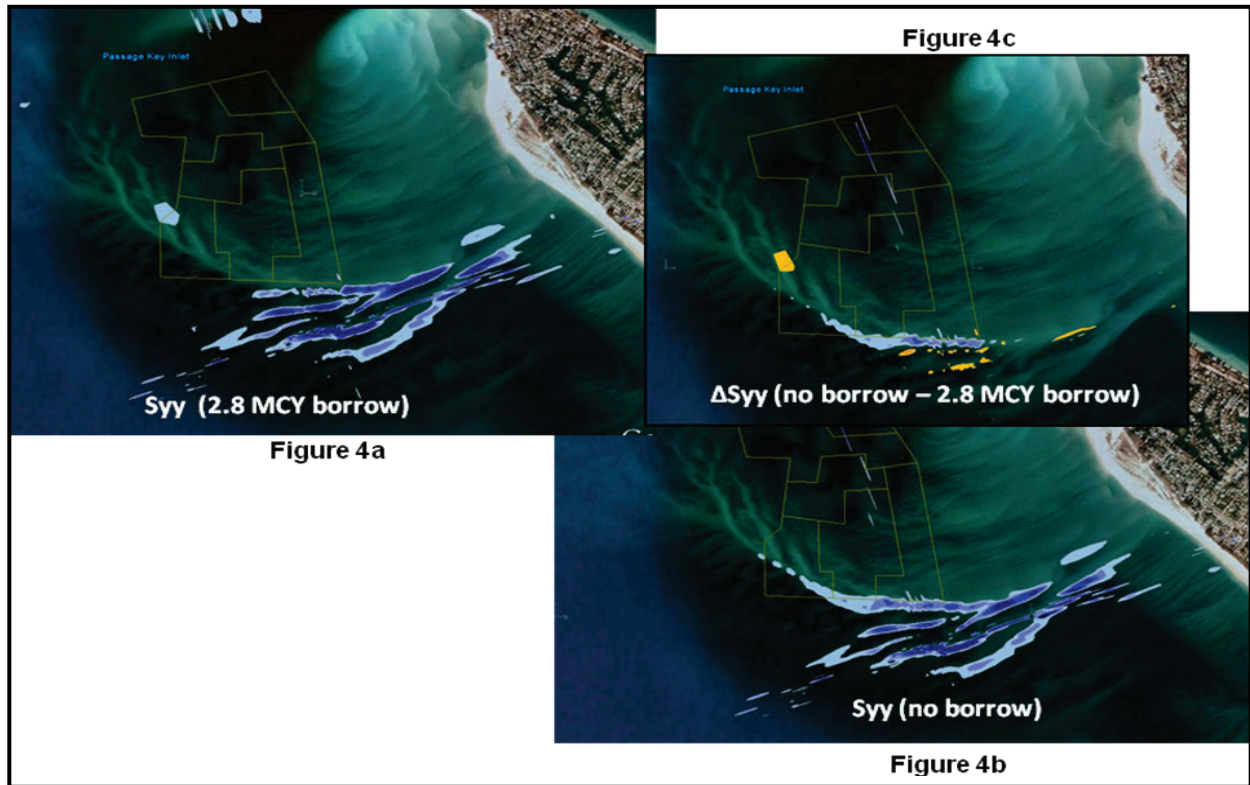 Passage Key Inlet
Syy (2.8 MCY borrow)
Figure 4a
Figure 4c
Passage Key Inlet
ΔSyy (no borrow – 2.8 MCY borrow)
Syy (no borrow)
Figure 4b